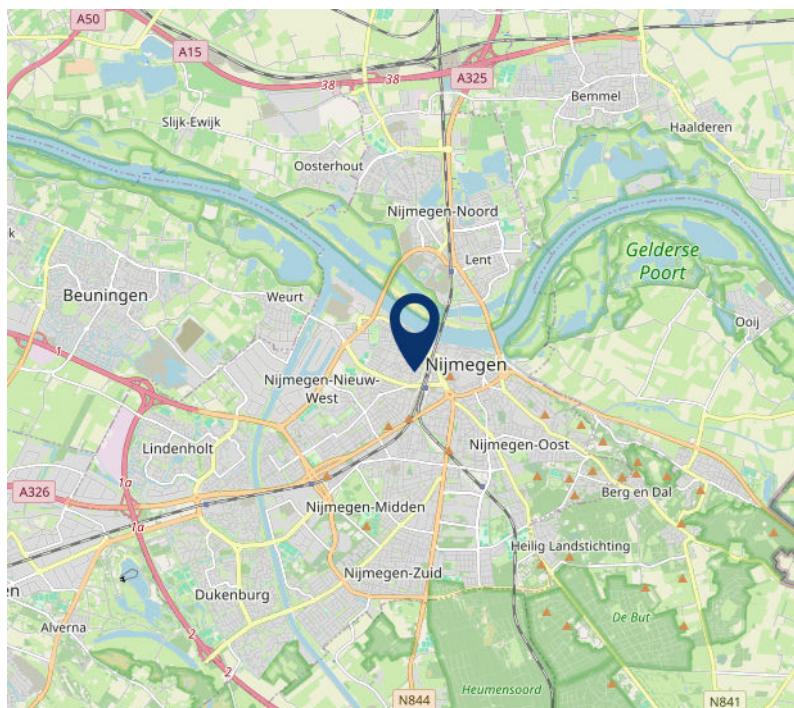 A50
A15
38
38
A325
Bemmel
Slijk-Ewijk
Haalderen
Oosterhout
Nijmegen-Noord
k
Lent
Gelderse
Poort
Beuningen
Weurt
Ooij
1
Nijmegen
Nijmegen-Nieuw-
West
Lindenholt
Nijmegen-Oost
1a
A326
Berg en Dal
Nijmegen-Midden
1a
Heilig Landstichting
Nijmegen-Zuid
en
Dukenburg
De But
Alverna
2
2
Heumensoord
N844
N841